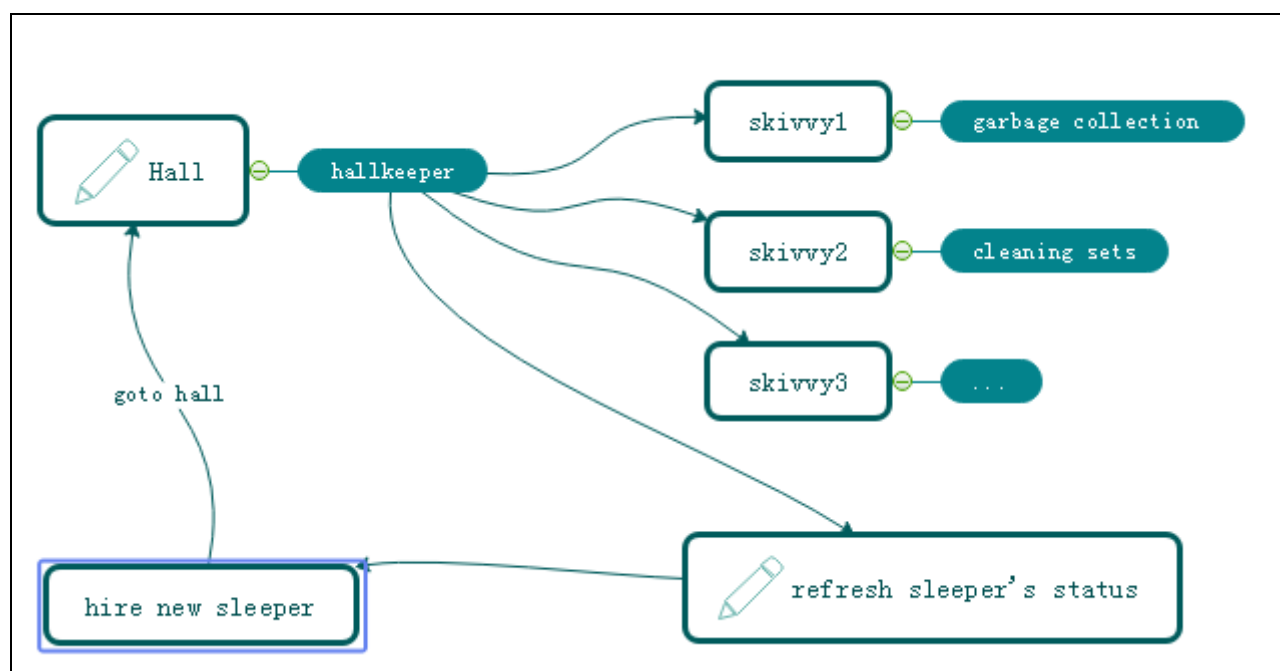 skivvy1
garbage collection
Hall
hallkeeper
skivvy2
cleaning sets
skivvy3
...
goto hall
refresh sleeper's status
hire new sleeper